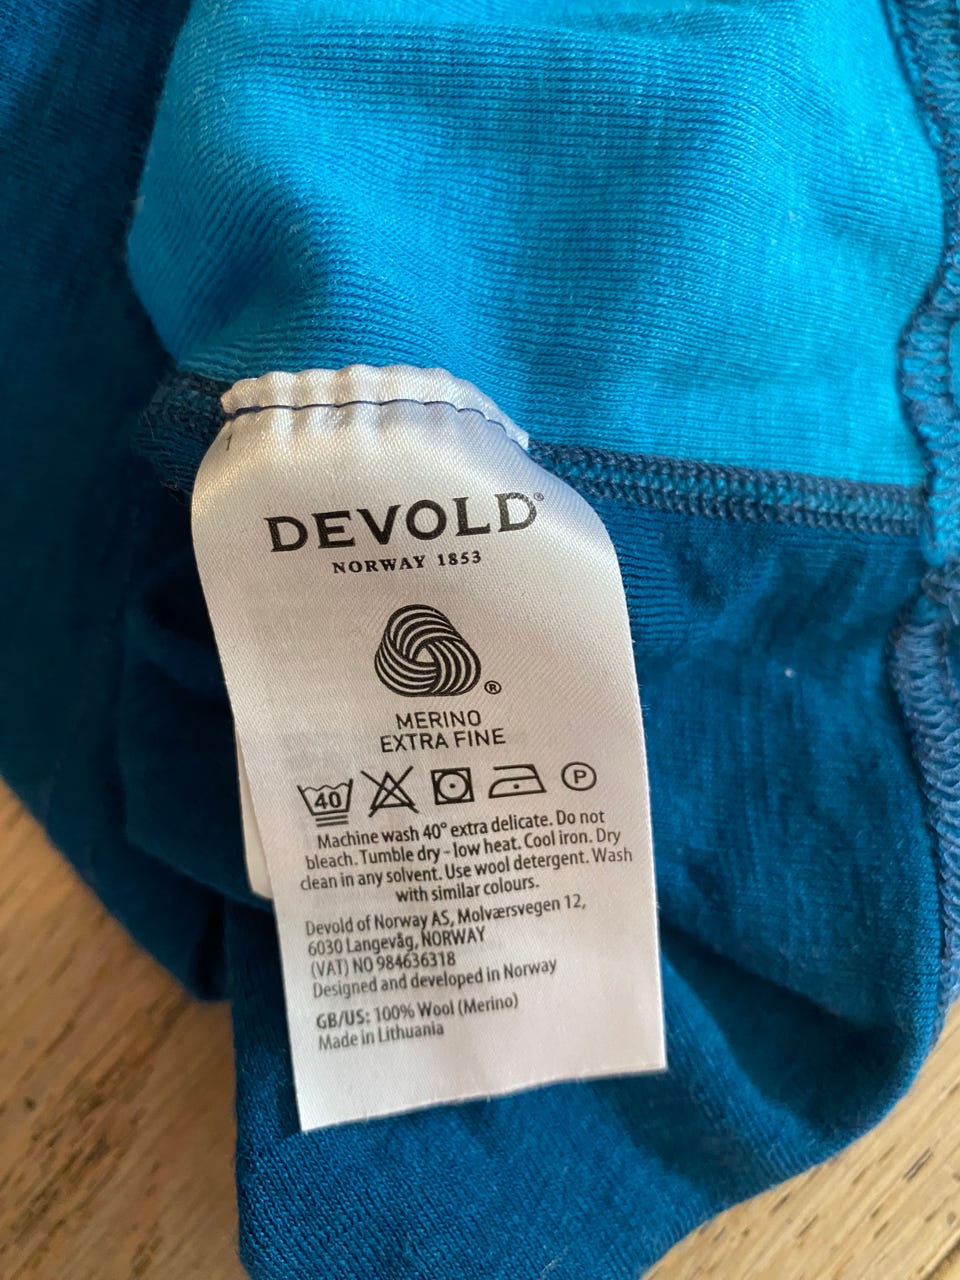 1
DEVOLD®
NORWAY 1853
®
MERINO
EXTRA FINE
40 P
Machine wash 40° extra delicate. Do not
bleach. Tumble dry - low heat. Cool iron. Dry
clean in any solvent. Use wool detergent. Wash
with similar colours.
Devold of Norway AS, Molværsvegen 12,
6030 Langevåg, NORWAY
(VAT) NO 984636318
Designed and developed in Norway
GB/US: 100% Wool (Merino)
Made in Lithuania